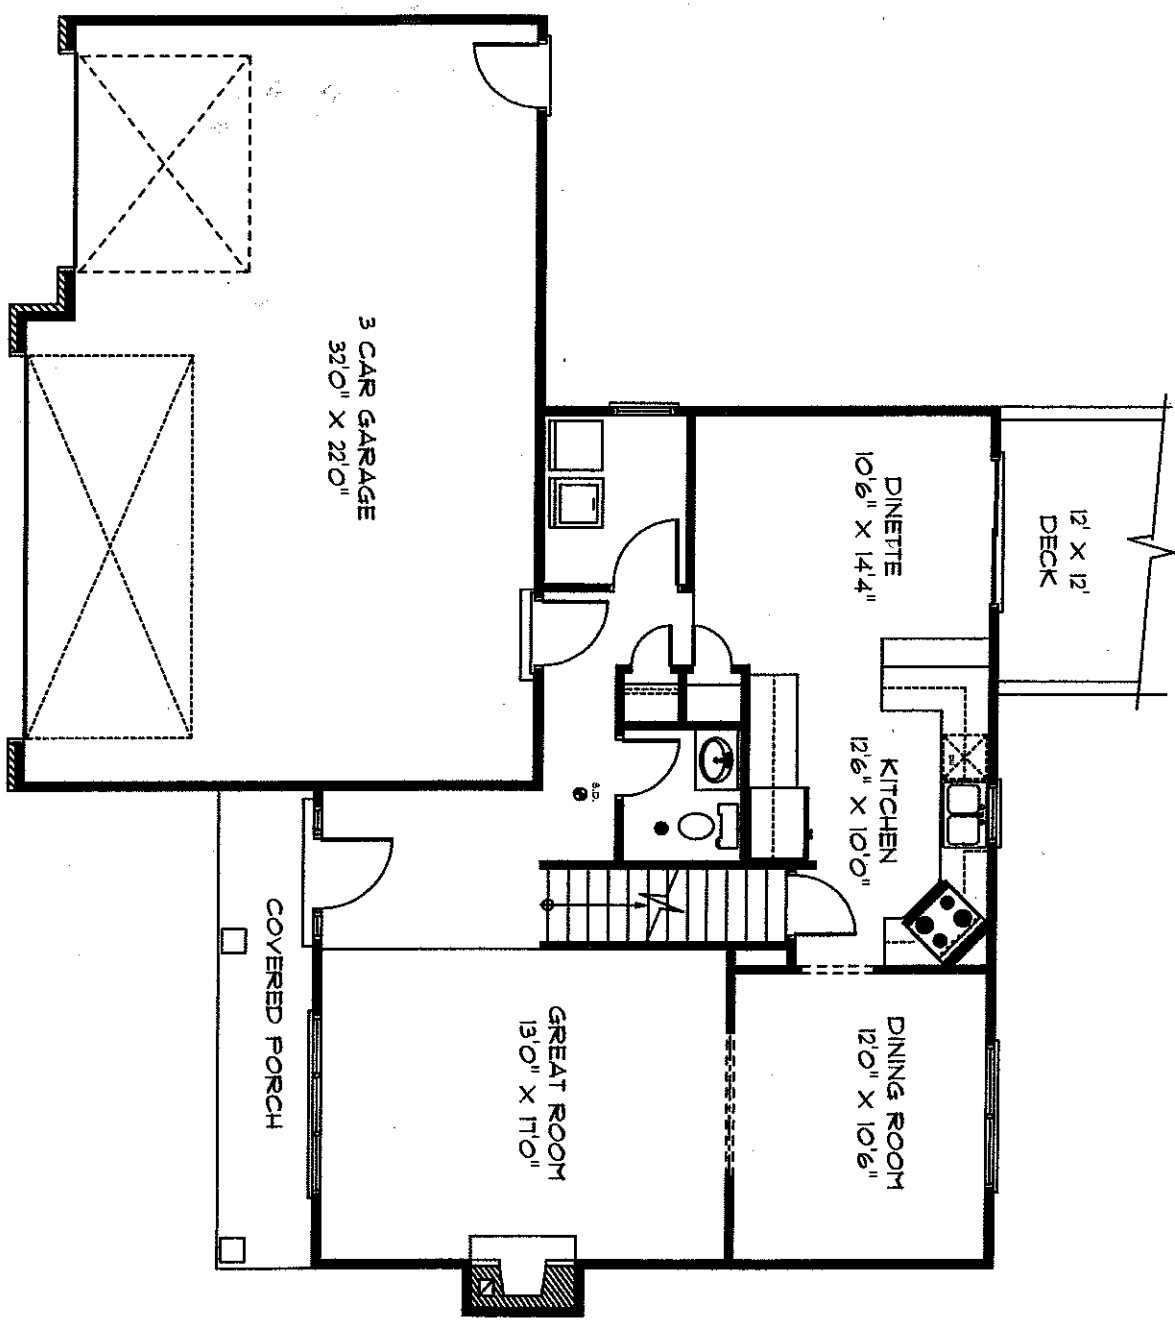 3 CAR GARAGE
32'0" X 22'0"
DINETTE
10'6" X 14'4"
12' X 12'
DECK
KITCHEN
12'6" X 10'0"
S.D.
COVERED PORCH
GREAT ROOM
13'0" X 17'0"
DINING ROOM
12'0" X 10'6"